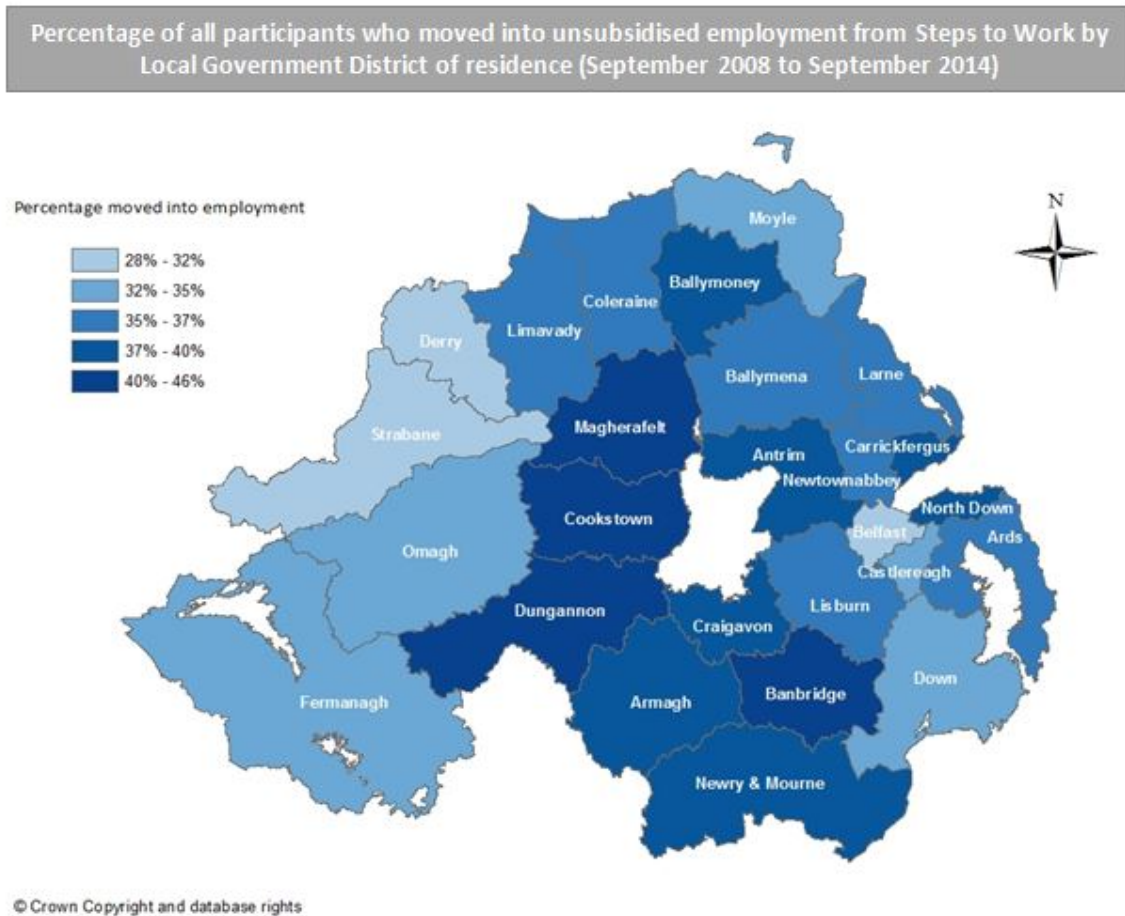 Percentage of all participants who moved into unsubsidised employment from Steps to Work by
Local Government District of residence (September 2008 to September 2014)
Percentage moved into employment
28% - 32%
32% - 35%
35% - 37%
37% - 40%
40% - 46%
N
Moyle
Ballymoney
Coleraine
Limavady
Derry
Larne
Ballymena
Magherafelt
Strabane
Carrickfergus
Antrim
Newtownabbey
North Down
Cookstown
Belfast
Ards
Omagh
Castlereagh
Lisburn
Dungannon
Craigavon
Down
Banbridge
Armagh
Fermanagh
Newry & Mourne
© Crown Copyright and database rights